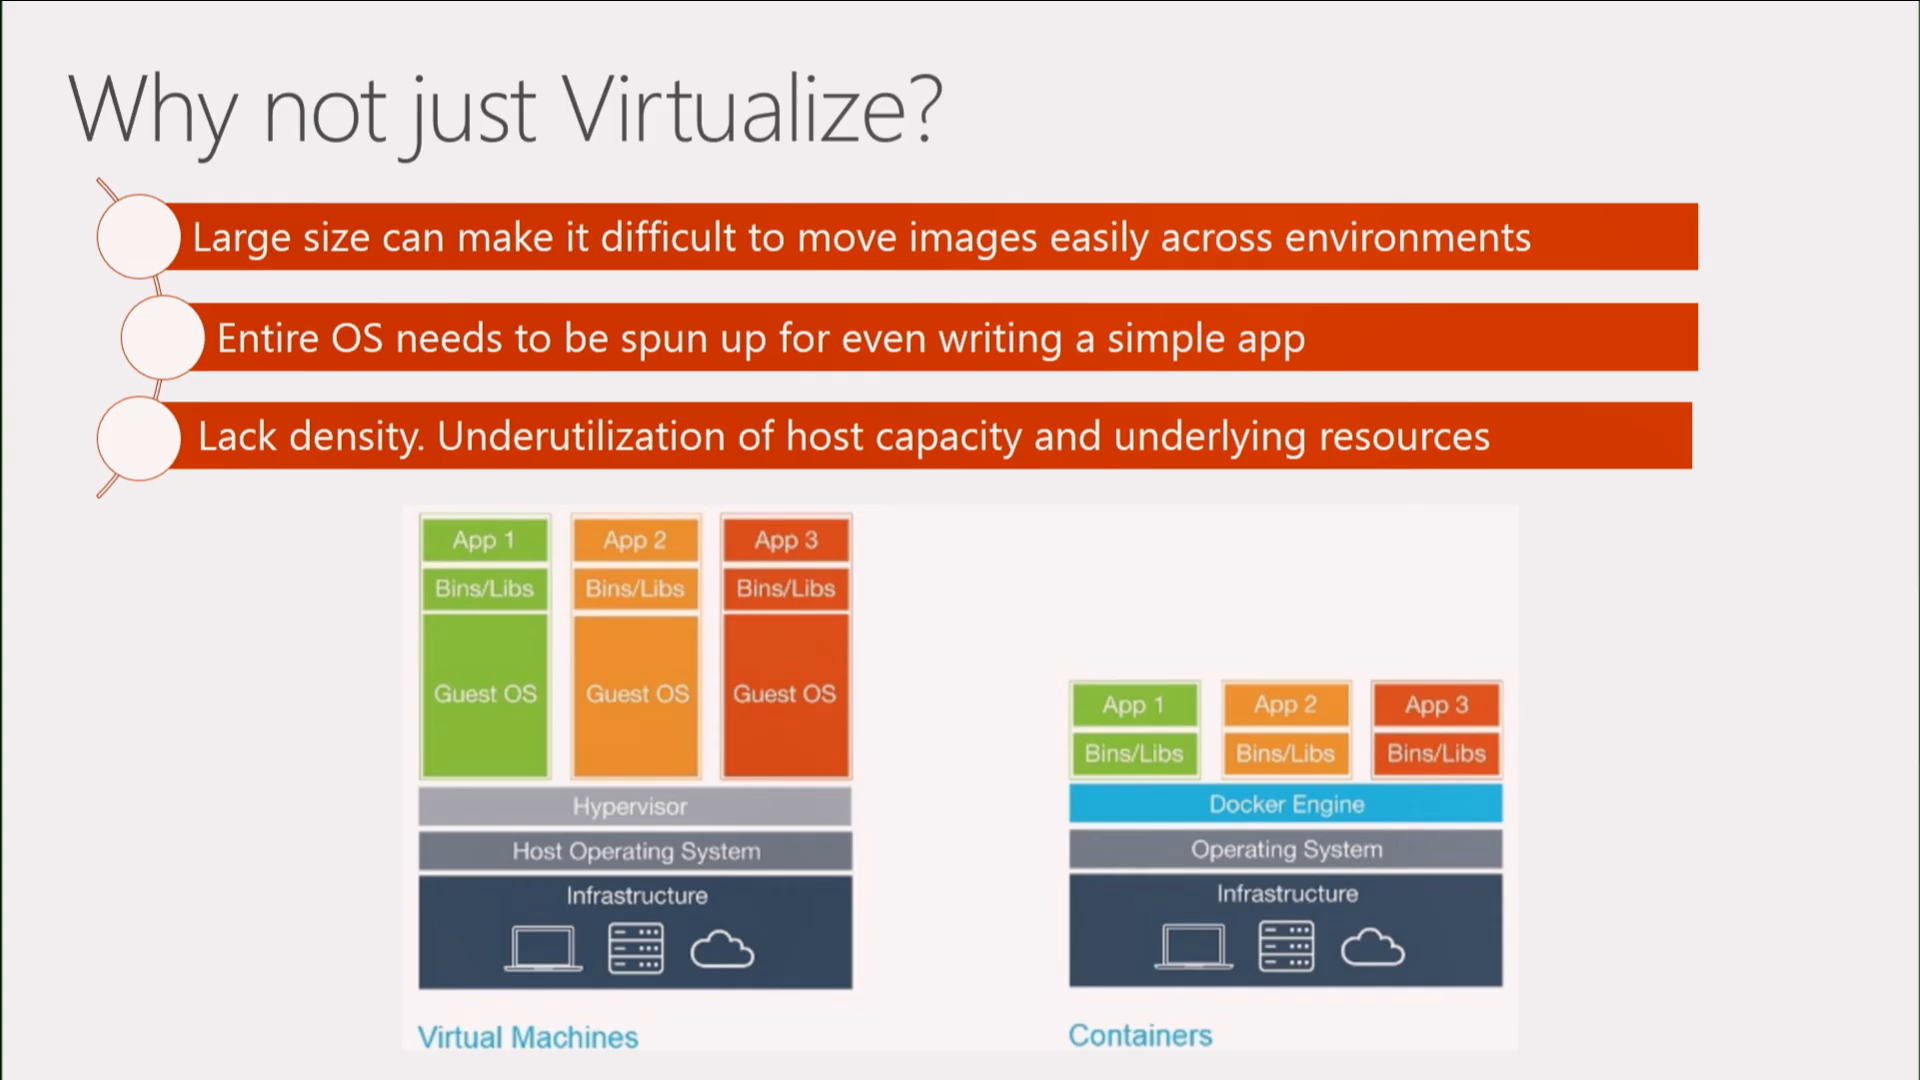 Why not just Virtualize?
Large size can make it difficult to move images easily across environments
Entire OS needs to be spun up for even writing a simple app
Lack density. Underutilization of host capacity and underlying resources
App 1
Bins/Libs
Guest OS
App 2
Bins/Libs
Guest OS
App 3
Bins/Libs
Guest OS
Hypervisor
Host Operating System
Infrastructure
Virtual Machines
App 1
Bins/Libs
App 2
Bins/Libs
App 3
Bins/Libs
Docker Engine
Operating System
Infrastructure
Containers